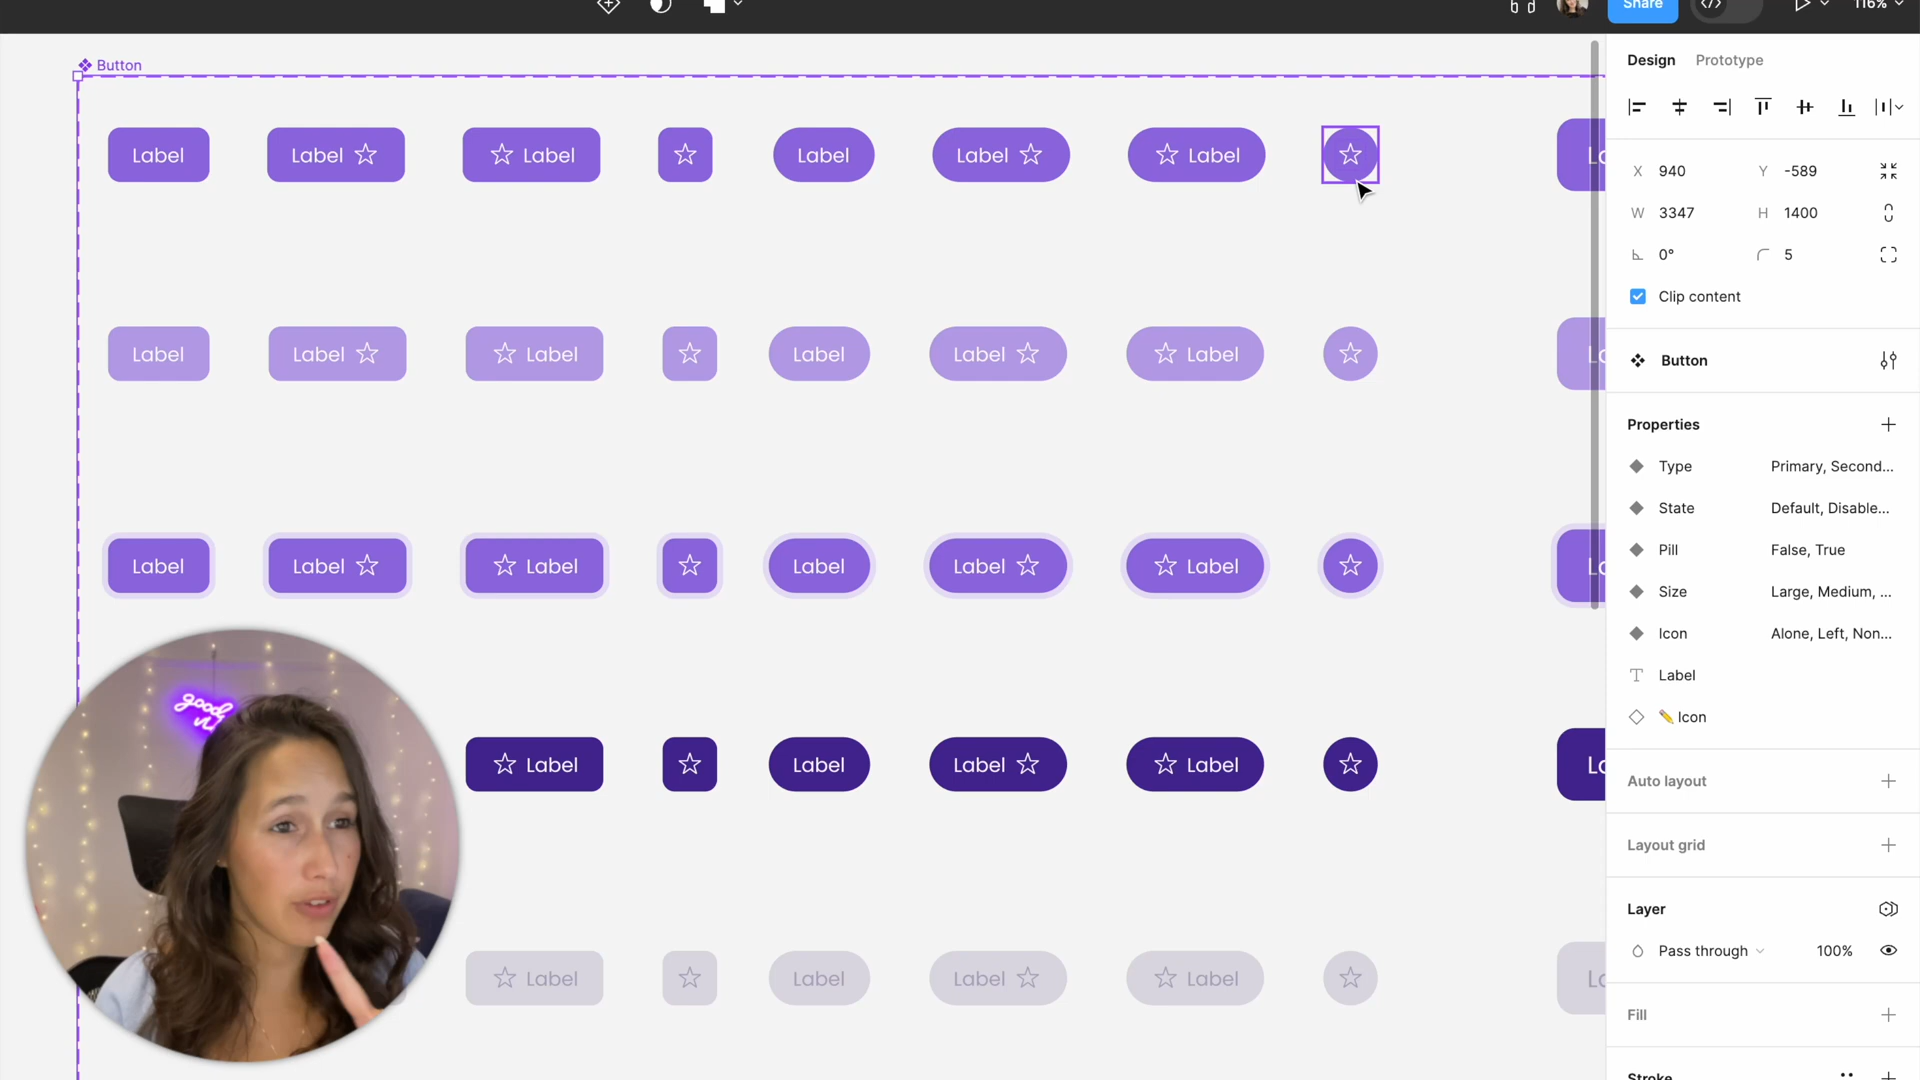 Share
116%
Button
Design Prototype
Label Label Label Label Label Label
X 940 Y -589
W 3347 H 1400
0° 5
Clip content
Label Label Label Label Label Label
Button
Properties
Type Primary, Second...
State Default, Disable...
Pill False, True
Size Large, Medium, ...
Icon Alone, Left, Non...
Label
✏️ Icon
Label Label Label Label Label Label
Label Label Label Label
Label Label Label Label
good
Auto layout
Layout grid
Layer
Pass through 100%
Fill
Stroke